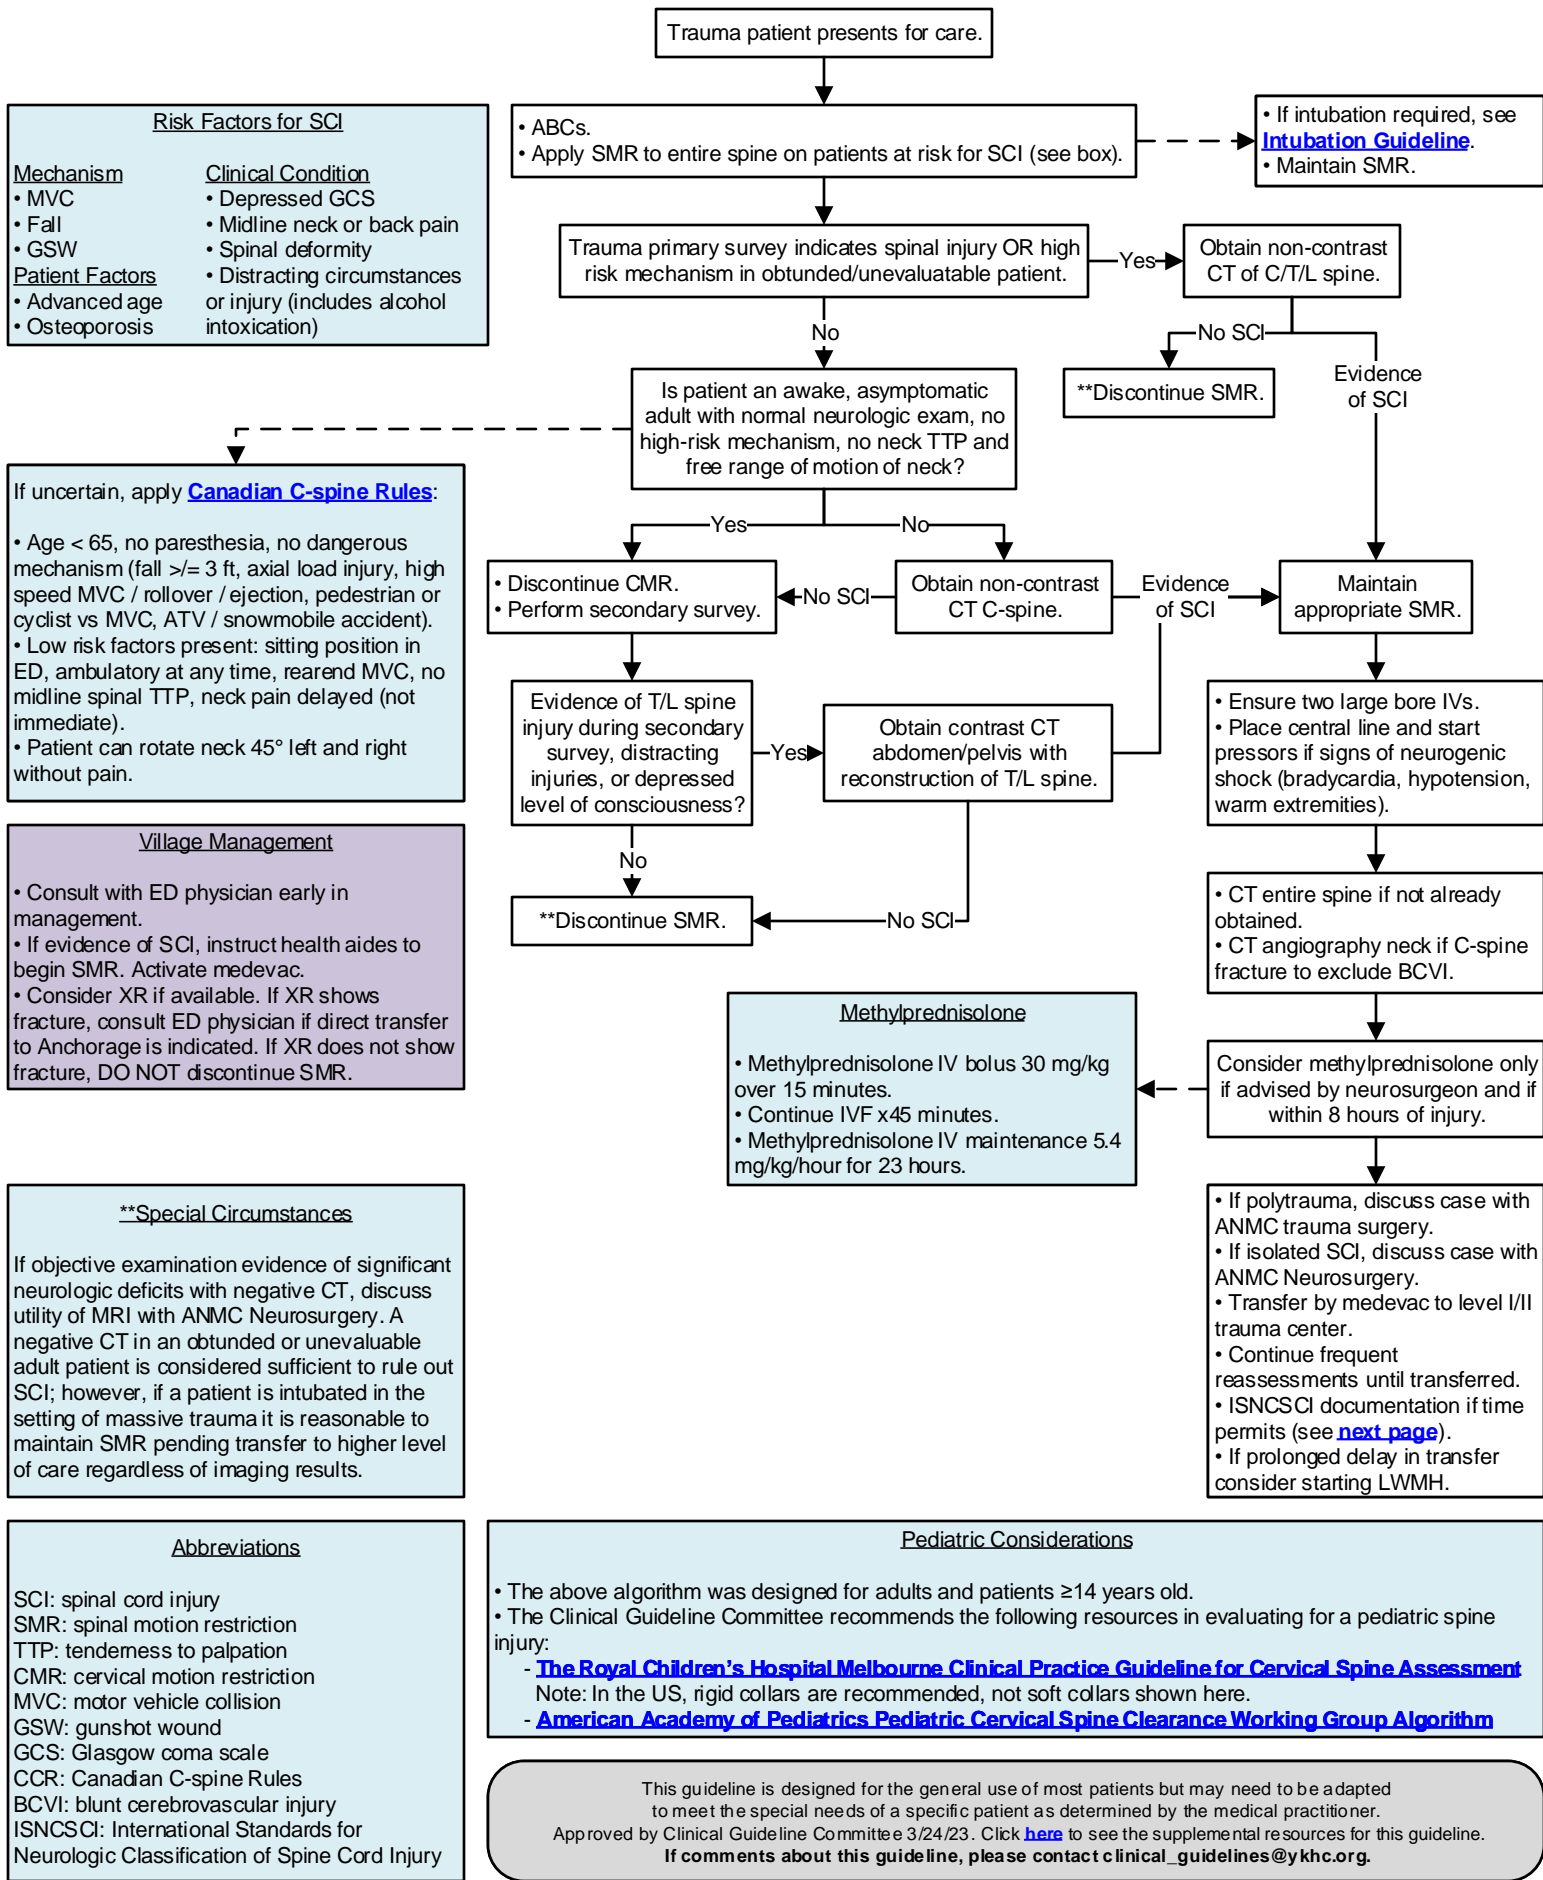 Trauma patient presents for care.
• ABCs.
• Apply SMR to entire spine on patients at risk for SCI (see box).
• If intubation required, see
Intubation Guideline.
• Maintain SMR.
Risk Factors for SCI
Mechanism
• MVC
• Fall
• GSW
Patient Factors
• Advanced age
• Osteoporosis
Clinical Condition
• Depressed GCS
• Midline neck or back pain
• Spinal deformity
• Distracting circumstances
or injury (includes alcohol
intoxication)
Trauma primary survey indicates spinal injury OR high
risk mechanism in obtunded/unevaluatable patient.
Yes
Obtain non-contrast
CT of C/T/L spine.
No
No SCI
**Discontinue SMR.
Evidence
of SCI
Is patient an awake, asymptomatic
adult with normal neurologic exam, no
high-risk mechanism, no neck TTP and
free range of motion of neck?
If uncertain, apply Canadian C-spine Rules:
• Age < 65, no paresthesia, no dangerous
mechanism (fall >/= 3 ft, axial load injury, high
speed MVC / rollover / ejection, pedestrian or
cyclist vs MVC, ATV / snowmobile accident).
• Low risk factors present: sitting position in
ED, ambulatory at any time, rearend MVC, no
midline spinal TTP, neck pain delayed (not
immediate).
• Patient can rotate neck 45° left and right
without pain.
Yes
No
• Discontinue CMR.
• Perform secondary survey.
No SCI
Obtain non-contrast
CT C-spine.
Evidence
of SCI
Maintain
appropriate SMR.
Evidence of T/L spine
injury during secondary
survey, distracting
injuries, or depressed
level of consciousness?
Yes
Obtain contrast CT
abdomen/pelvis with
reconstruction of T/L spine.
• Ensure two large bore IVs.
• Place central line and start
pressors if signs of neurogenic
shock (bradycardia, hypotension,
warm extremities).
No
**Discontinue SMR.
No SCI
Village Management
• Consult with ED physician early in
management.
• If evidence of SCI, instruct health aides to
begin SMR. Activate medevac.
• Consider XR if available. If XR shows
fracture, consult ED physician if direct transfer
to Anchorage is indicated. If XR does not show
fracture, DO NOT discontinue SMR.
• CT entire spine if not already
obtained.
• CT angiography neck if C-spine
fracture to exclude BCVI.
Methylprednisolone
• Methylprednisolone IV bolus 30 mg/kg
over 15 minutes.
• Continue IVF x45 minutes.
• Methylprednisolone IV maintenance 5.4
mg/kg/hour for 23 hours.
Consider methylprednisolone only
if advised by neurosurgeon and if
within 8 hours of injury.
**Special Circumstances
If objective examination evidence of significant
neurologic deficits with negative CT, discuss
utility of MRI with ANMC Neurosurgery. A
negative CT in an obtunded or unevaluable
adult patient is considered sufficient to rule out
SCI; however, if a patient is intubated in the
setting of massive trauma it is reasonable to
maintain SMR pending transfer to higher level
of care regardless of imaging results.
• If polytrauma, discuss case with
ANMC trauma surgery.
• If isolated SCI, discuss case with
ANMC Neurosurgery.
• Transfer by medevac to level I/II
trauma center.
• Continue frequent
reassessments until transferred.
• ISNCSCI documentation if time
permits (see next page).
• If prolonged delay in transfer
consider starting LWMH.
Abbreviations
SCI: spinal cord injury
SMR: spinal motion restriction
TTP: tenderness to palpation
CMR: cervical motion restriction
MVC: motor vehicle collision
GSW: gunshot wound
GCS: Glasgow coma scale
CCR: Canadian C-spine Rules
BCVI: blunt cerebrovascular injury
ISNCSCI: International Standards for
Neurologic Classification of Spine Cord Injury
Pediatric Considerations
• The above algorithm was designed for adults and patients ≥14 years old.
• The Clinical Guideline Committee recommends the following resources in evaluating for a pediatric spine
injury:
- The Royal Children's Hospital Melbourne Clinical Practice Guideline for Cervical Spine Assessment
Note: In the US, rigid collars are recommended, not soft collars shown here.
- American Academy of Pediatrics Pediatric Cervical Spine Clearance Working Group Algorithm
This guideline is designed for the general use of most patients but may need to be adapted
to meet the special needs of a specific patient as determined by the medical practitioner.
Approved by Clinical Guideline Committee 3/24/23. Click here to see the supplemental resources for this guideline.
If comments about this guideline, please contact clinical_guidelines@ykhc.org.